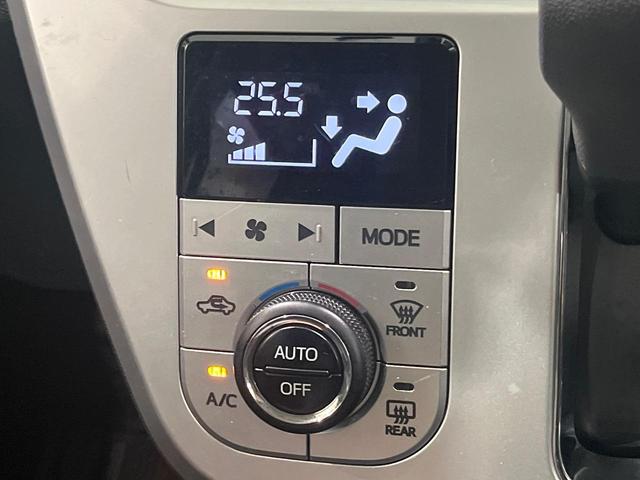 25.5
MODE
FRONT
AUTO
OFF
A/C
REAR